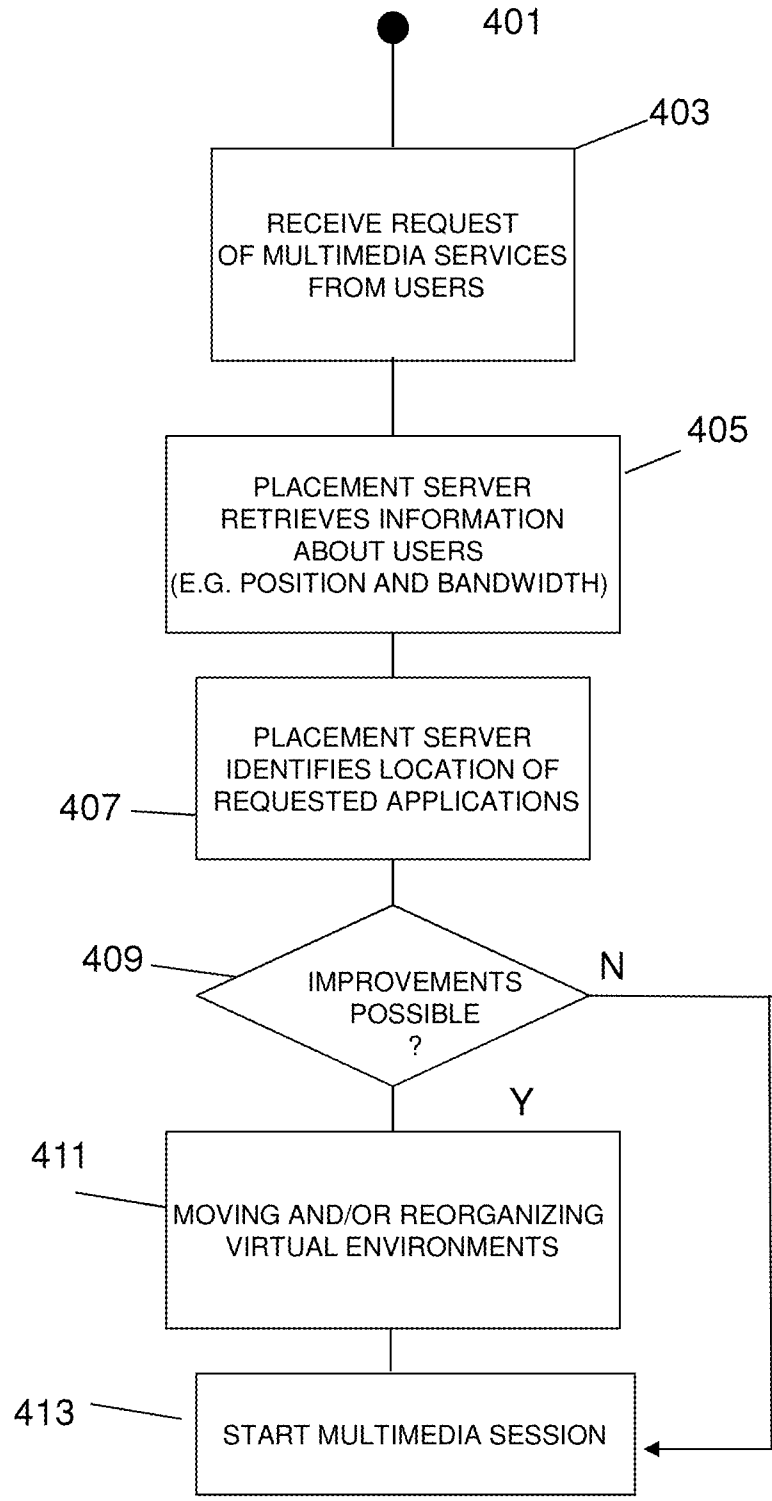 401
403
RECEIVE REQUEST
OF MULTIMEDIA SERVICES
FROM USERS
405
PLACEMENT SERVER
RETRIEVES INFORMATION
ABOUT USERS
(E.G. POSITION AND BANDWIDTH)
PLACEMENT SERVER
IDENTIFIES LOCATION OF
REQUESTED APPLICATIONS
407
409
IMPROVEMENTS
POSSIBLE
?
N
Y
411
MOVING AND/OR REORGANIZING
VIRTUAL ENVIRONMENTS
413
START MULTIMEDIA SESSION